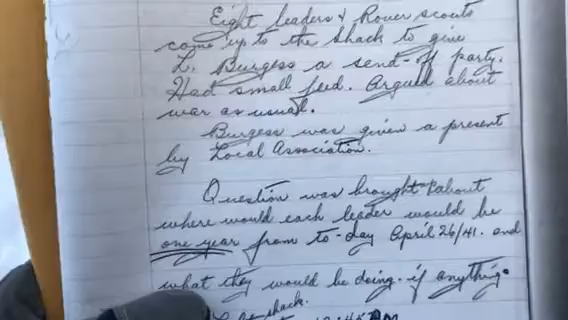 Eight leaders & Rover scouts
come up to the shack to give
L. Burgess a send-off party.
Had small feed. Argued about
war as usual.
Burgess was given a present
by Local Association.
Question was brought about
where would each leader would be
one year from to-day April 26/41. and
what they would be doing. if anything.
shack.